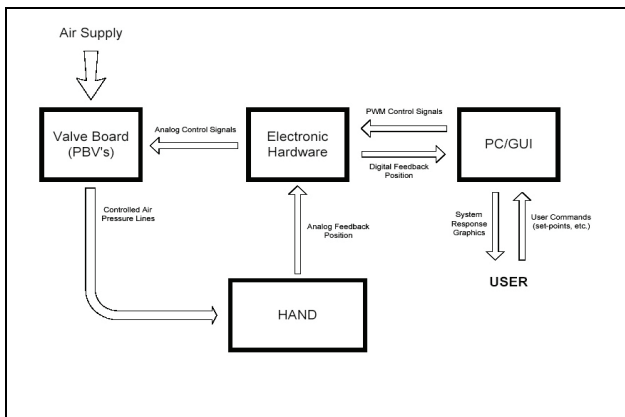 Air Supply
Valve Board
(PBV's)
Analog Control Signals
Electronic
Hardware
PWM Control Signals
Digital Feedback
Position
PC/GUI
Controlled Air
Pressure Lines
Analog Feedback
Position
System
Response
Graphics
User Commands
(set-points, etc.)
USER
HAND